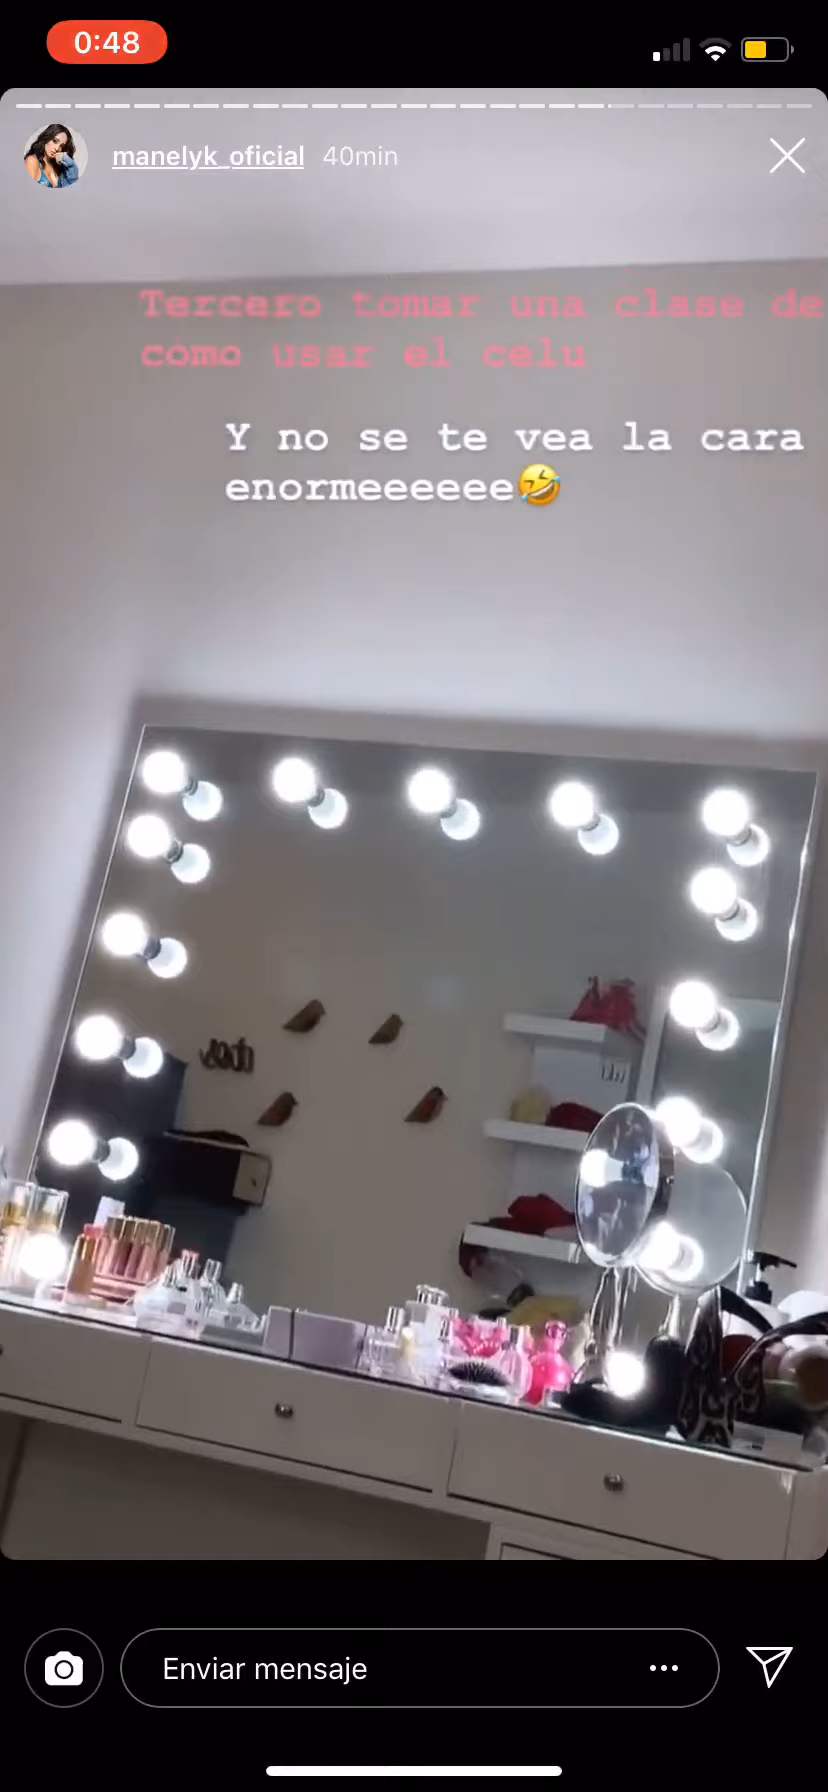 0:48
manelyk_oficial 40min
Tercero tomar una clase de
como usar el celu
Y no se te vea la cara
enormeeeeeee🤣
Enviar mensaje